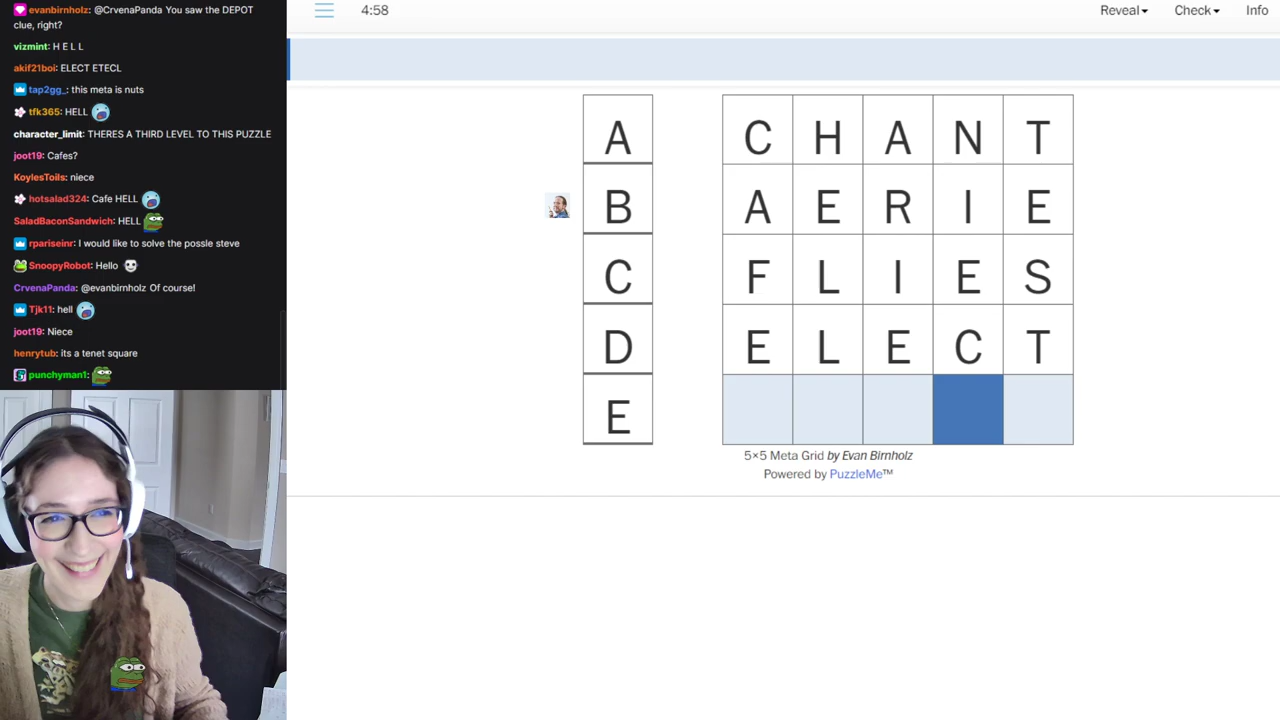 evanbirnholz: @CrvenaPanda You saw the DEPOT
clue, right?
vizmint: H E L L
akif21boi: ELECT ETECL
tap2gg_: this meta is nuts
tfk365: HELL
character_limit: THERES A THIRD LEVEL TO THIS PUZZLE
joot19: Cafes?
KoylesToils: niece
hotsalad324: Cafe HELL
SaladBaconSandwich: HELL
rpariseinr: I would like to solve the possle steve
SnoopyRobot: Hello
CrvenaPanda: @evanbirnholz Of course!
Tjk11: hell
joot19: Niece
henrytub: its a tenet square
punchyman1:
4:58
Reveal
Check
Info
A C H A N T
B A E R I E
C F L I E S
D E L E C T
E
5×5 Meta Grid by Evan Birnholz
Powered by PuzzleMe™